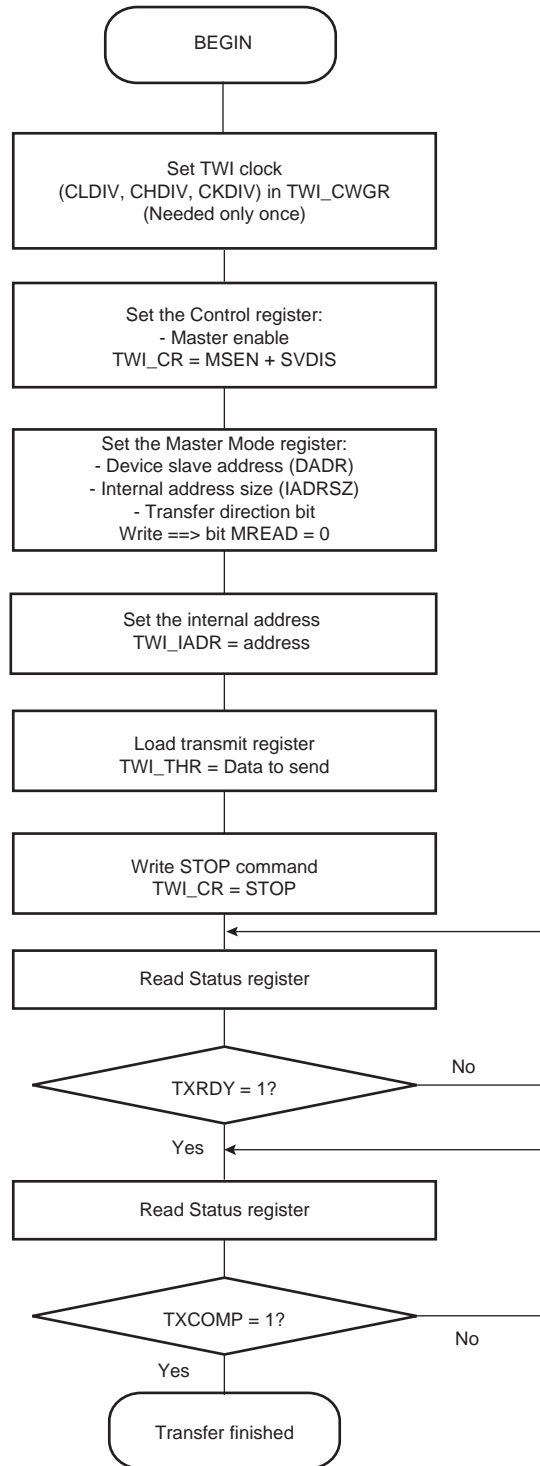 BEGIN
Set TWI clock
(CLDIV, CHDIV, CKDIV) in TWI_CWGR
(Needed only once)
Set the Control register:
- Master enable
TWI_CR = MSEN + SVDIS
Set the Master Mode register:
- Device slave address (DADR)
- Internal address size (IADRSZ)
- Transfer direction bit
Write ==> bit MREAD = 0
Set the internal address
TWI_IADR = address
Load transmit register
TWI_THR = Data to send
Write STOP command
TWI_CR = STOP
Read Status register
No
TXRDY = 1?
Yes
Read Status register
TXCOMP = 1?
No
Yes
Transfer finished